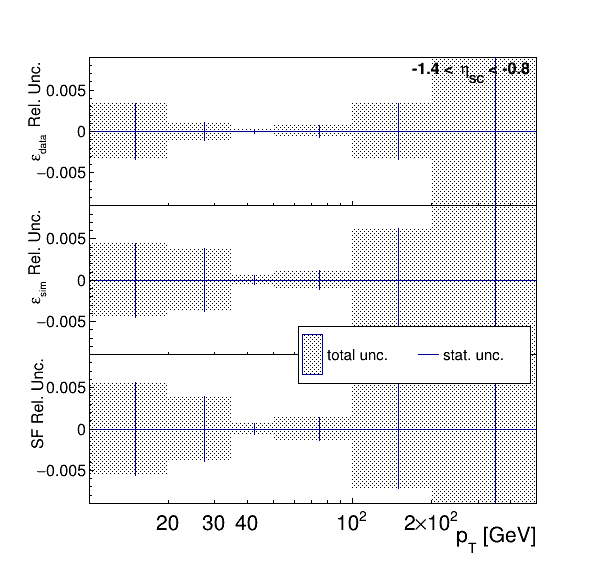 -1.4 < η_SC < -0.8
ε_data Rel. Unc.
0.005
0
−0.005
ε_sim Rel. Unc.
0.005
0
−0.005
total unc. stat. unc.
SF Rel. Unc.
0.005
0
−0.005
20 30 40 10² 2×10²
p_T [GeV]